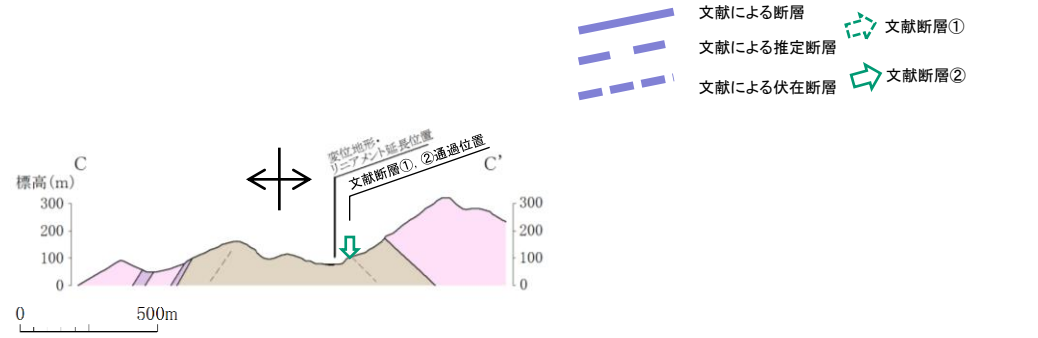 文献による断層
文献断層①
文献による推定断層
文献による伏在断層
文献断層②
変位地形・
リニアメント延長位置
文献断層①, ②通過位置
C
C'
標高(m)
300
200
100
0
300
200
100
0
0
500m